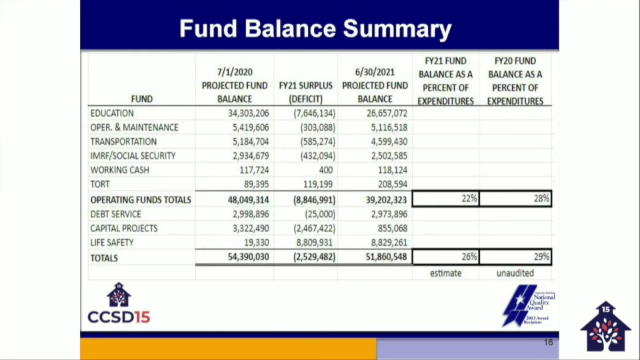 Fund Balance Summary
FUND 7/1/2020 PROJECTED FUND BALANCE FY21 SURPLUS (DEFICIT) 6/30/2021 PROJECTED FUND BALANCE FY21 FUND BALANCE AS A PERCENT OF EXPENDITURES FY20 FUND BALANCE AS A PERCENT OF EXPENDITURES
EDUCATION 34,303,206 (7,646,134) 26,657,072
OPER. & MAINTENANCE 5,419,606 (303,088) 5,116,518
TRANSPORTATION 5,184,704 (585,274) 4,599,430
IMRF/SOCIAL SECURITY 2,934,679 (432,094) 2,502,585
WORKING CASH 117,724 400 118,124
TORT 89,395 119,199 208,594
OPERATING FUNDS TOTALS 48,049,314 (8,846,991) 39,202,323 22% 28%
DEBT SERVICE 2,998,896 (25,000) 2,973,896
CAPITAL PROJECTS 3,322,490 (2,467,422) 855,068
LIFE SAFETY 19,330 8,809,931 8,829,261
TOTALS 54,390,030 (2,529,482) 51,860,548 26% 29%
estimate unaudited
CCSD15
National
Quality
Award
Recipient
16
15